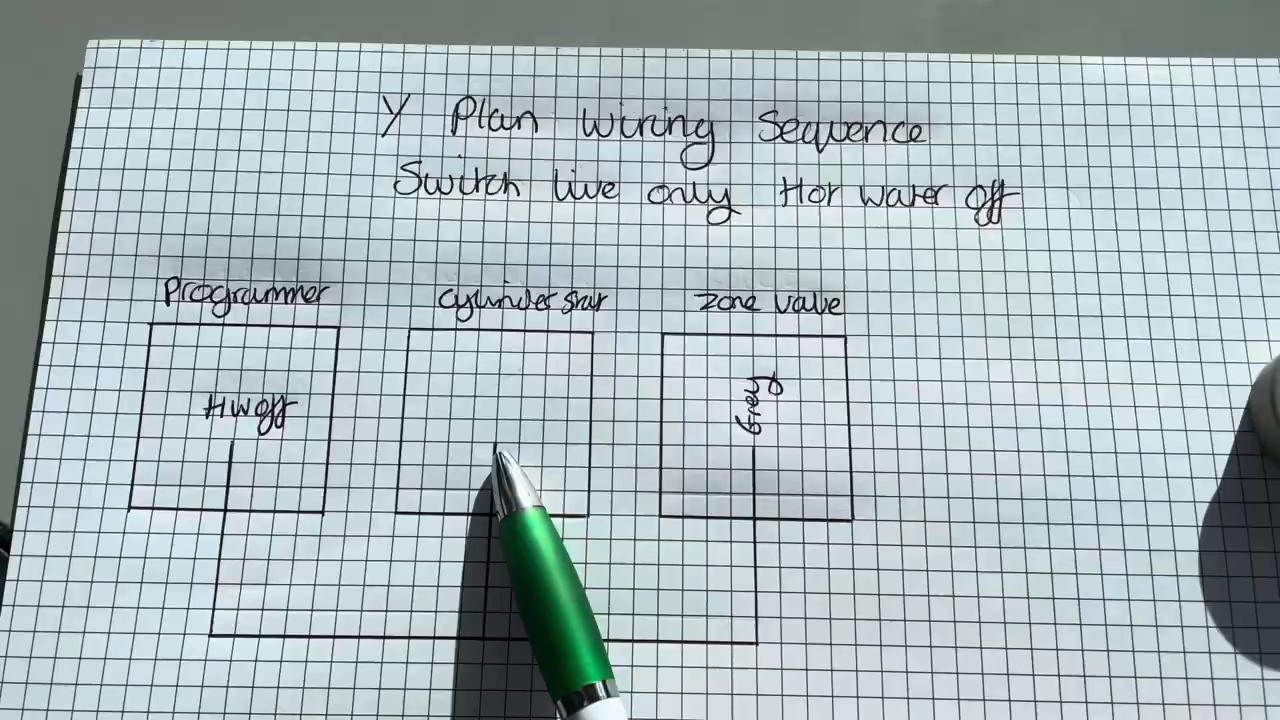 Y Plan wiring Sequence
Switch live only Hot water off
Programmer
cylinder stat
zone valve
HW off
Grey